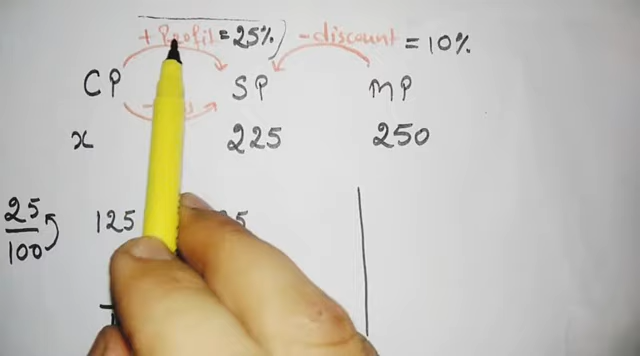 + Profit = 25% - discount = 10%
CP SP MP
x 225 250
25 125
100